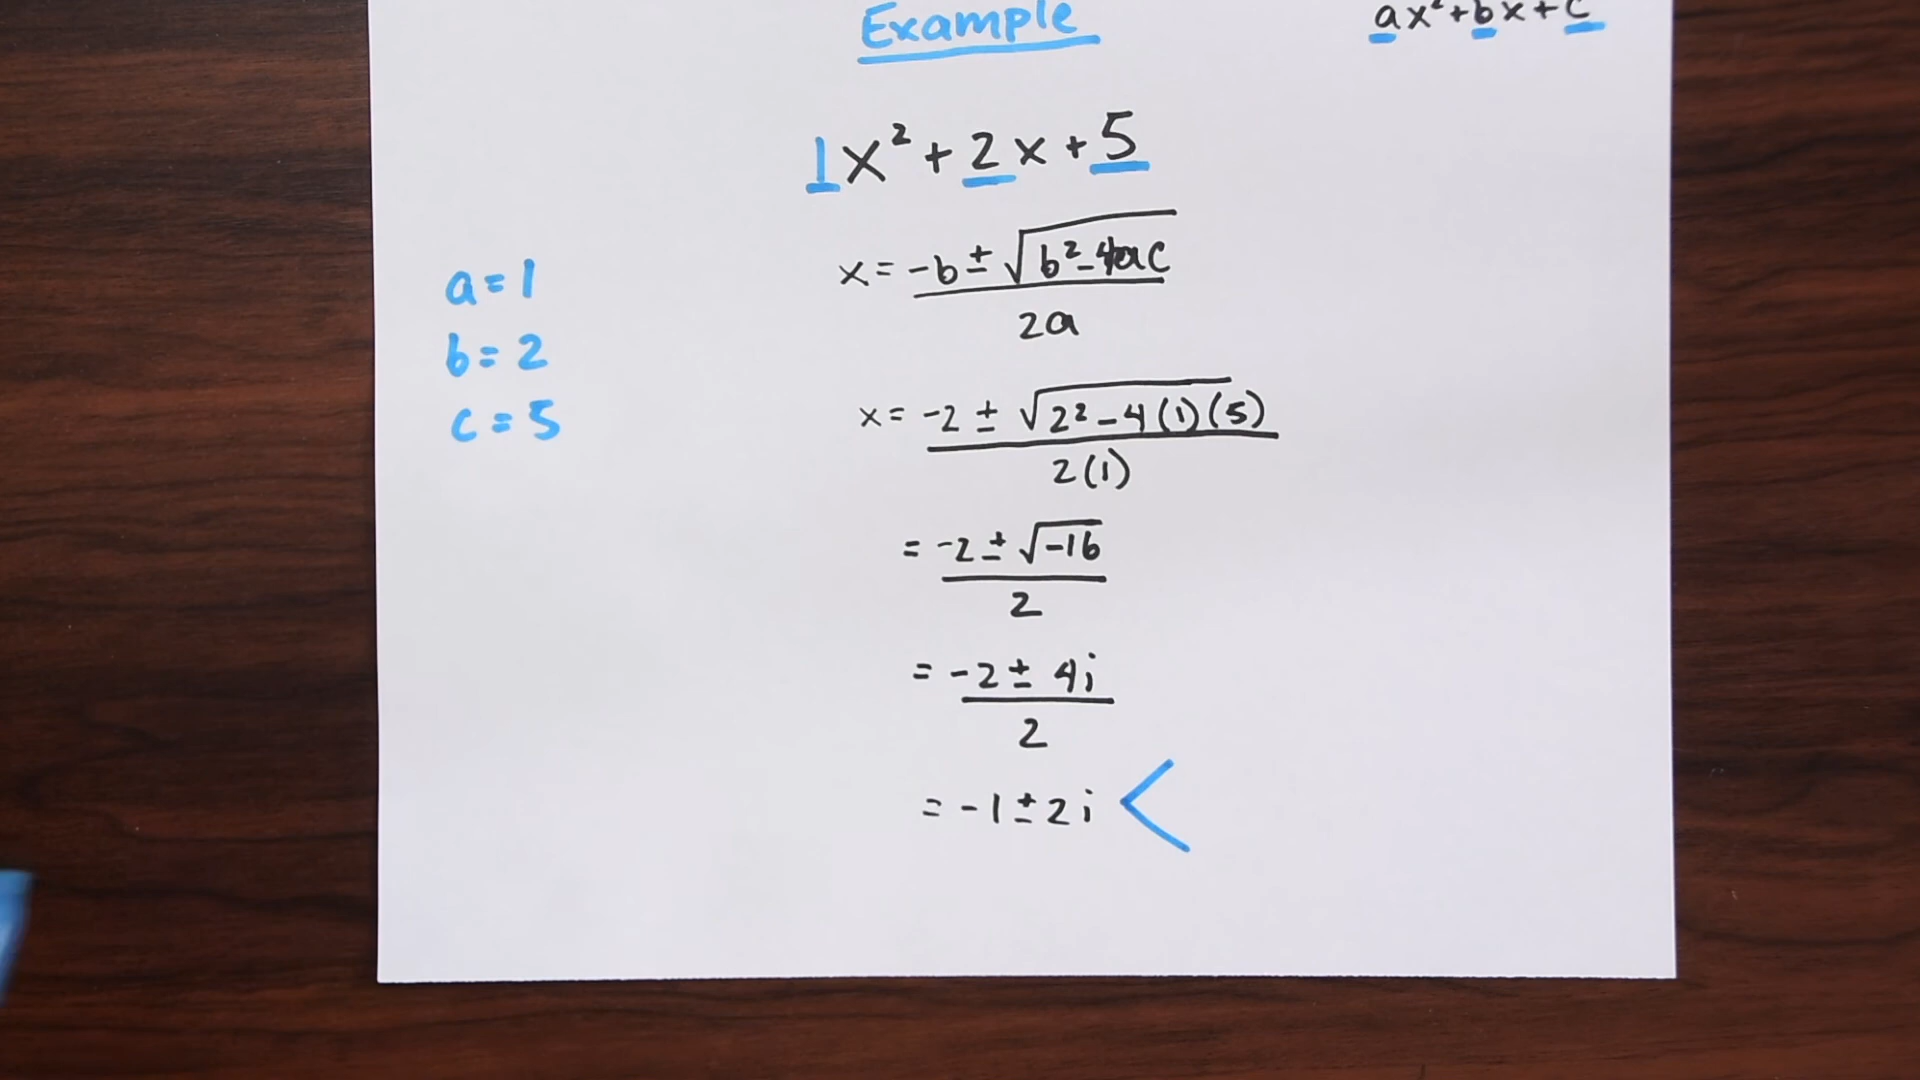 Example
ax²+bx+c
1x²+2x+5
x = -b ± √b²-4ac / 2a
a=1
b=2
c=5
x = -2 ± √2²-4(1)(5) / 2(1)
= -2 ± √-16 / 2
= -2 ± 4i / 2
= -1 ± 2i <